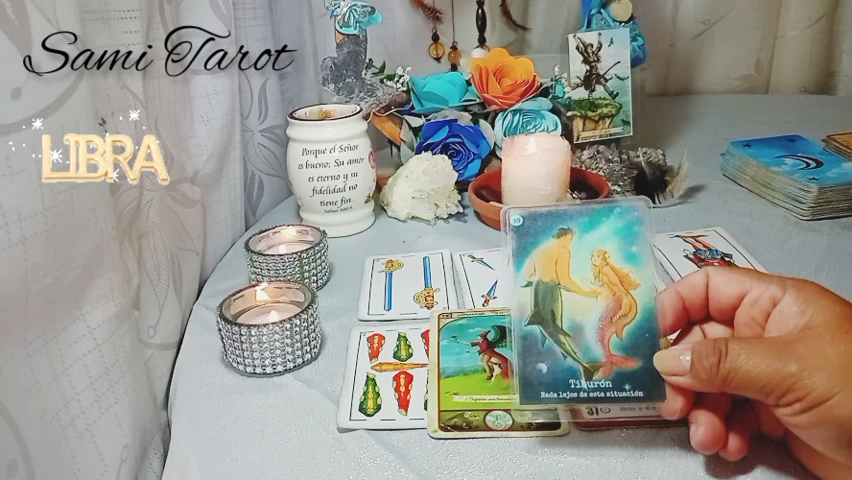 Sami Tarot
LIBRA
Porque el Señor
es bueno; Su amor
es eterno y su
fidelidad no
tiene fin.
35
Tiburón
Nada lejos de esta situación